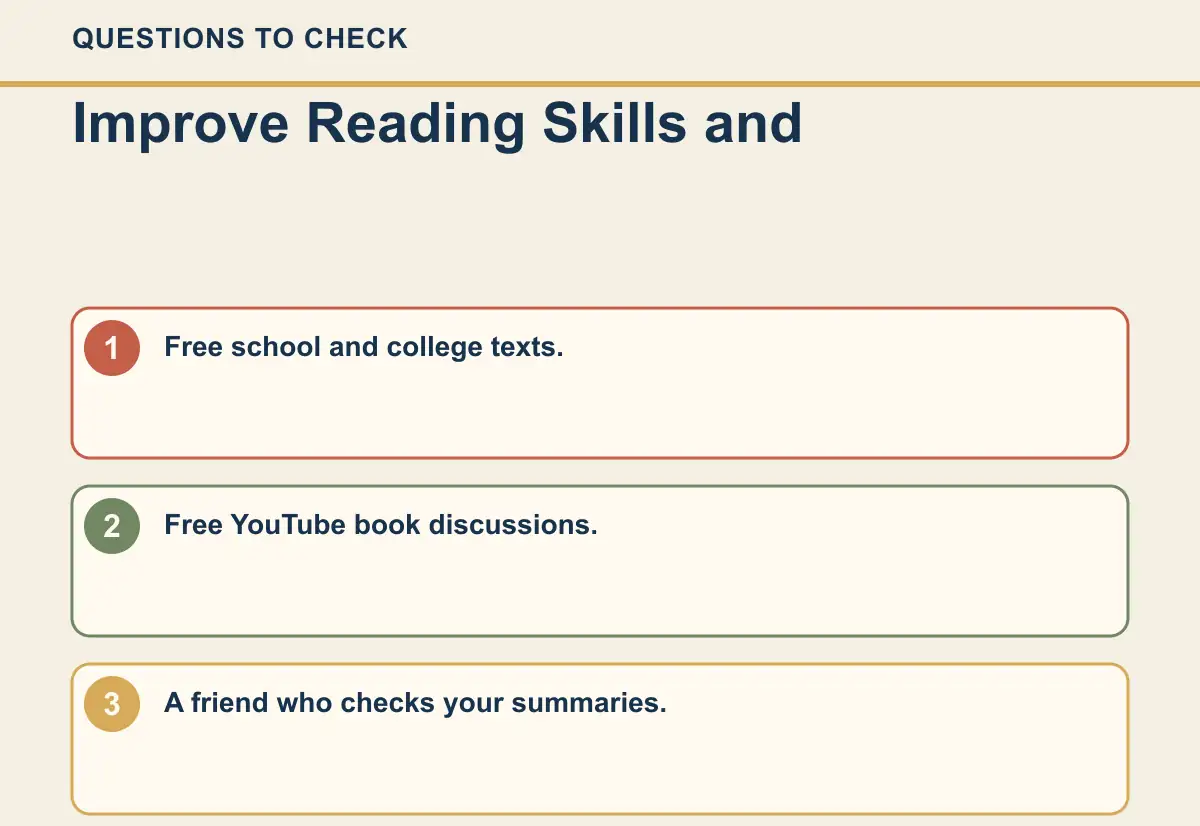 QUESTIONS TO CHECK
Improve Reading Skills and
1 Free school and college texts.
2 Free YouTube book discussions.
3 A friend who checks your summaries.